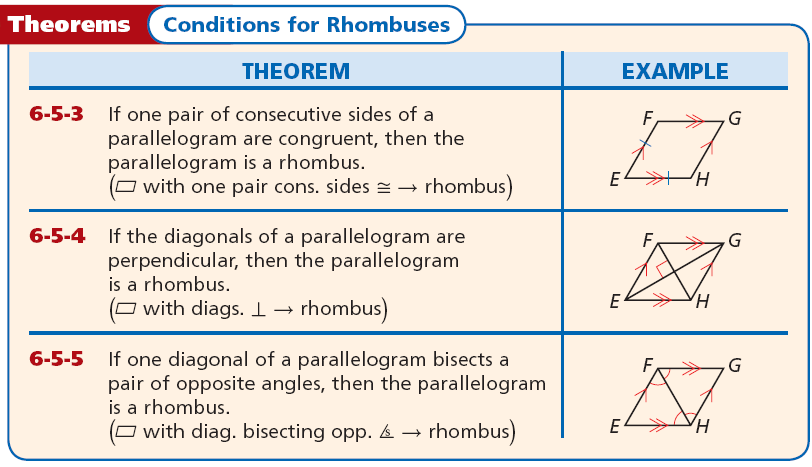 Theorems Conditions for Rhombuses
THEOREM EXAMPLE
6-5-3 If one pair of consecutive sides of a
parallelogram are congruent, then the
parallelogram is a rhombus.
(▱ with one pair cons. sides ≅ → rhombus)
F G
E H
6-5-4 If the diagonals of a parallelogram are
perpendicular, then the parallelogram
is a rhombus.
(▱ with diags. ⊥ → rhombus)
F G
E H
6-5-5 If one diagonal of a parallelogram bisects a
pair of opposite angles, then the parallelogram
is a rhombus.
(▱ with diag. bisecting opp. ∠s → rhombus)
F G
E H